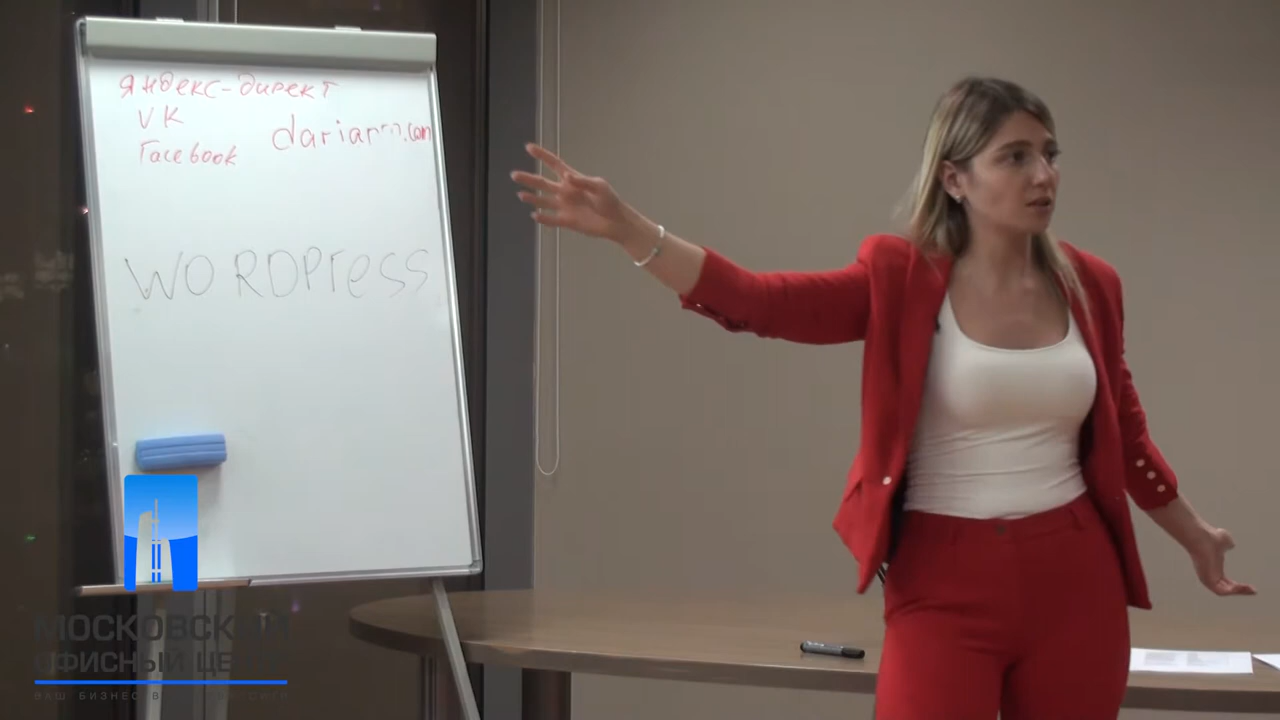 яндекс-директ
VK
Facebook
WORDPress
МОСКОВСКИЙ
ОФИСНЫЙ ЦЕНТР